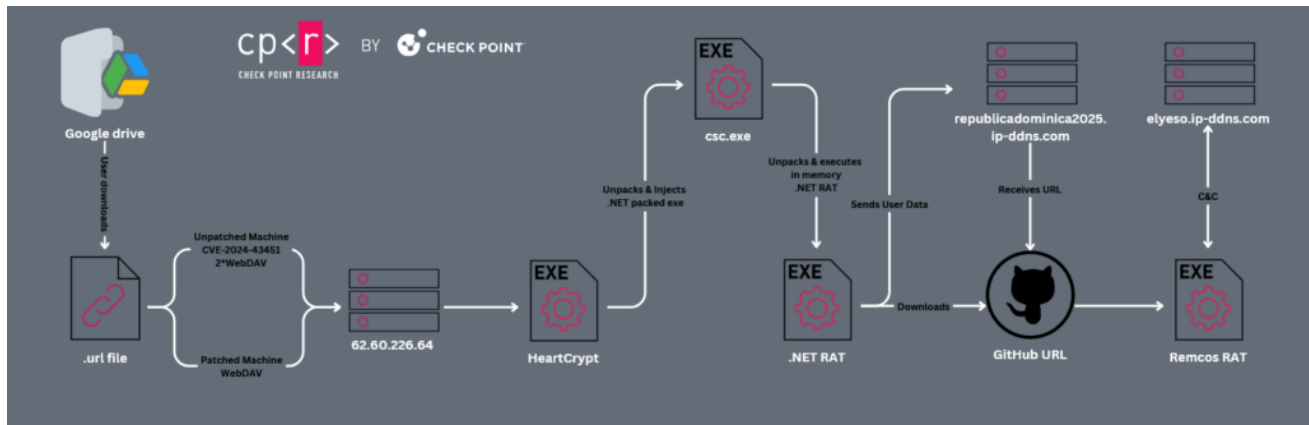 cp<r> BY CHECK POINT
CHECK POINT RESEARCH
Google drive
User downloads
.url file
Unpatched Machine
CVE-2024-43451
2*WebDAV
Patched Machine
WebDAV
62.60.226.64
EXE
HeartCrypt
Unpacks & Injects
.NET packed exe
EXE
csc.exe
Unpacks & executes
in memory
.NET RAT
EXE
.NET RAT
Sends User Data
republicadominica2025.
ip-ddns.com
Receives URL
Downloads
GitHub URL
elyeso.ip-ddns.com
C&C
EXE
Remcos RAT